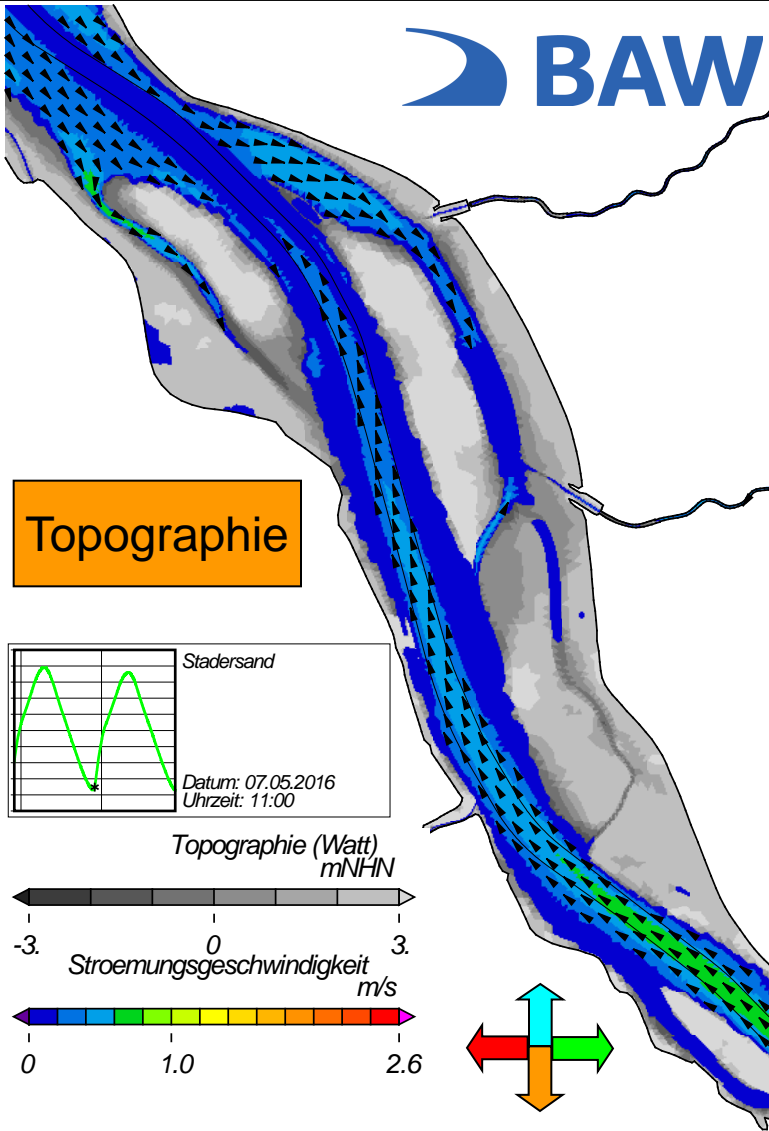 BAW
Topographie
Stadersand
Datum: 07.05.2016
Uhrzeit: 11:00
Topographie (Watt)
mNHN
-3. 0 3.
Stroemungsgeschwindigkeit
m/s
0 1.0 2.6